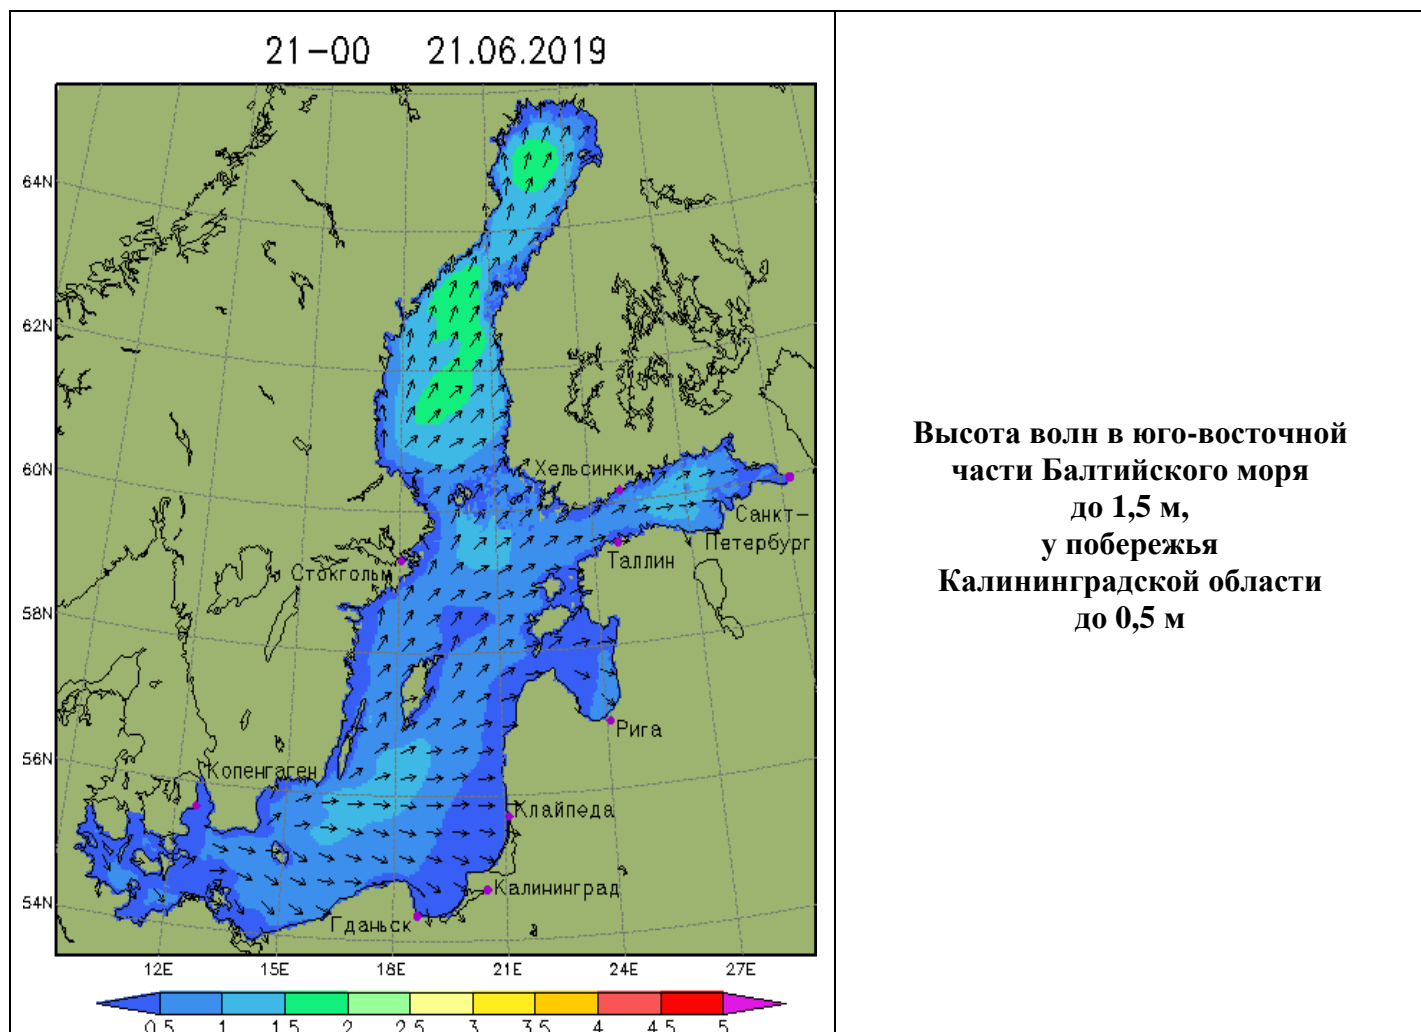 21-00 21.06.2019
64N
62N
60N
58N
56N
54N
Хельсинки
Санкт-
Петербург
Таллин
Стокгольм
Рига
Копенгаген
Клайпеда
Калининград
Гданьск
12E 15E 18E 21E 24E 27E
0.5 1 1.5 2 2.5 3 3.5 4 4.5 5
Высота волн в юго-восточной
части Балтийского моря
до 1,5 м,
у побережья
Калининградской области
до 0,5 м